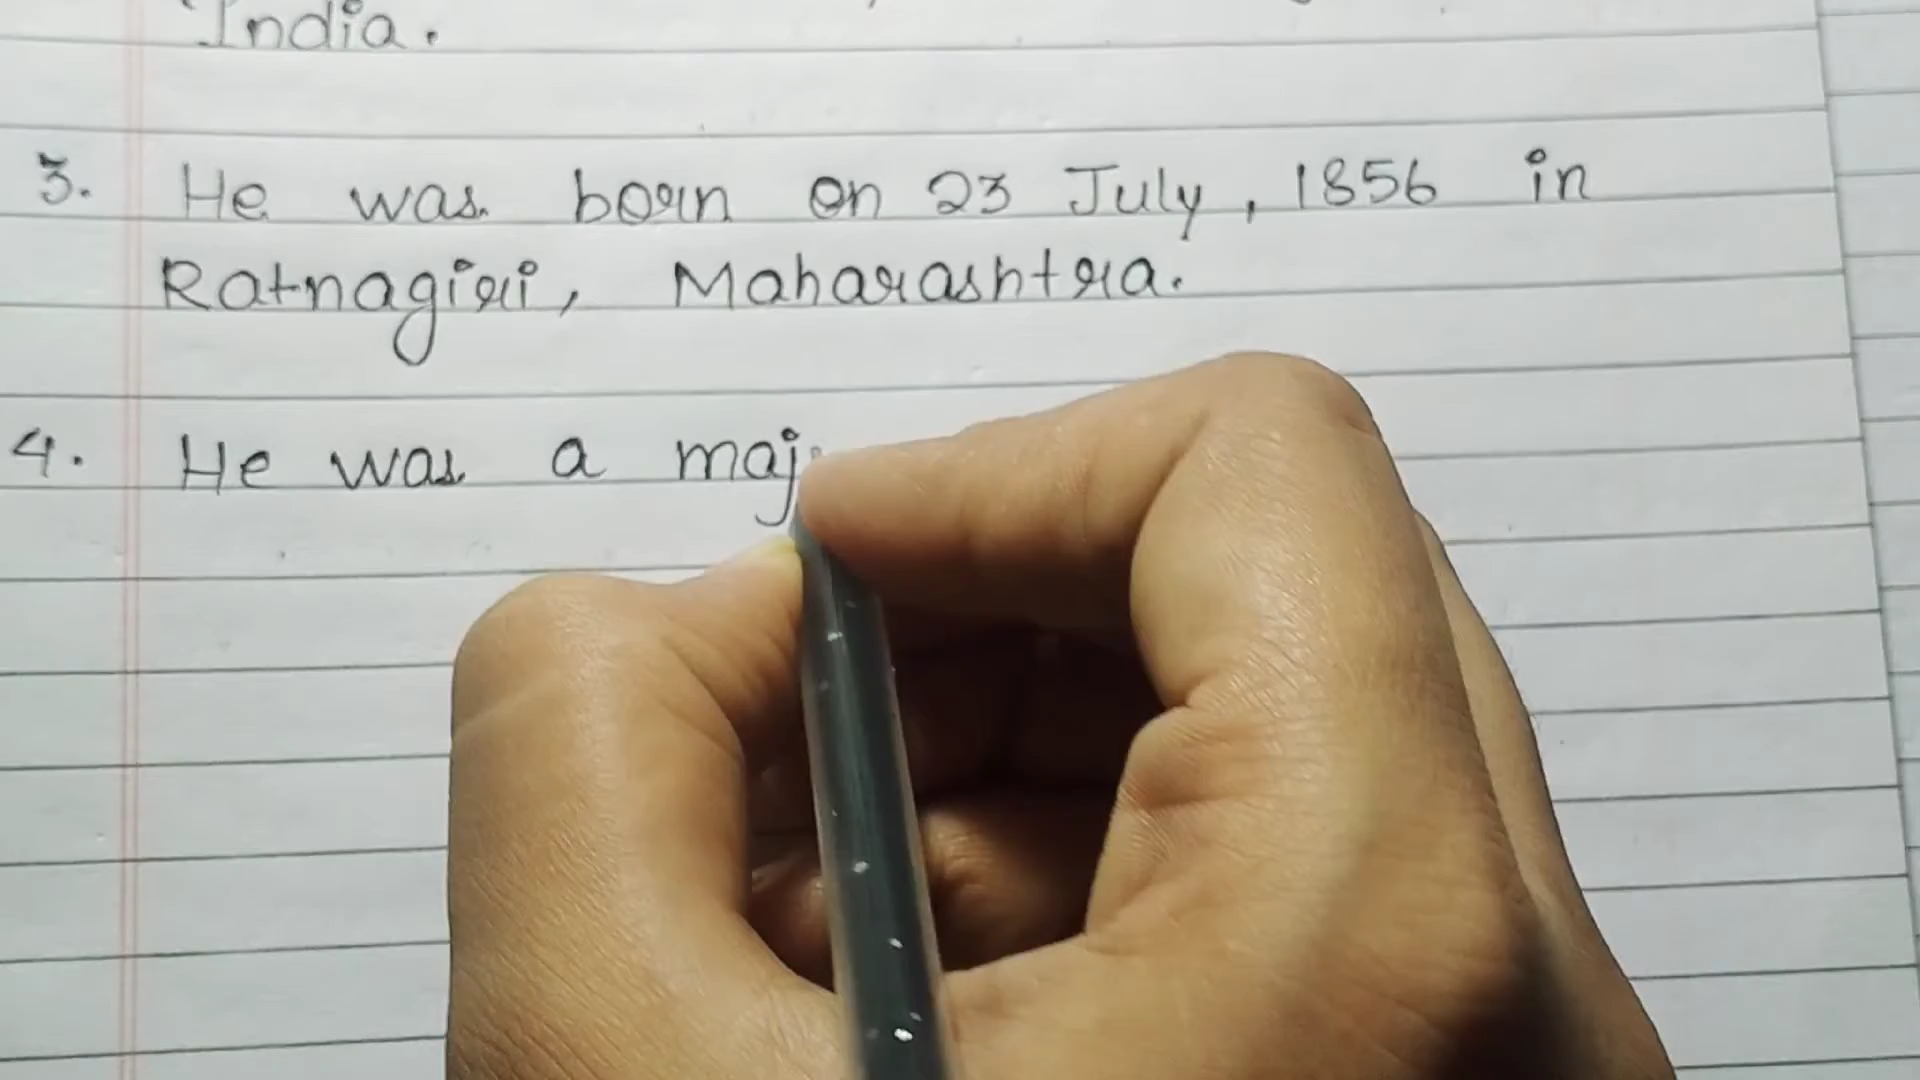 India.
3. He was born on 23 July, 1856 in
Ratnagiri, Maharashtra.
4. He was a maj